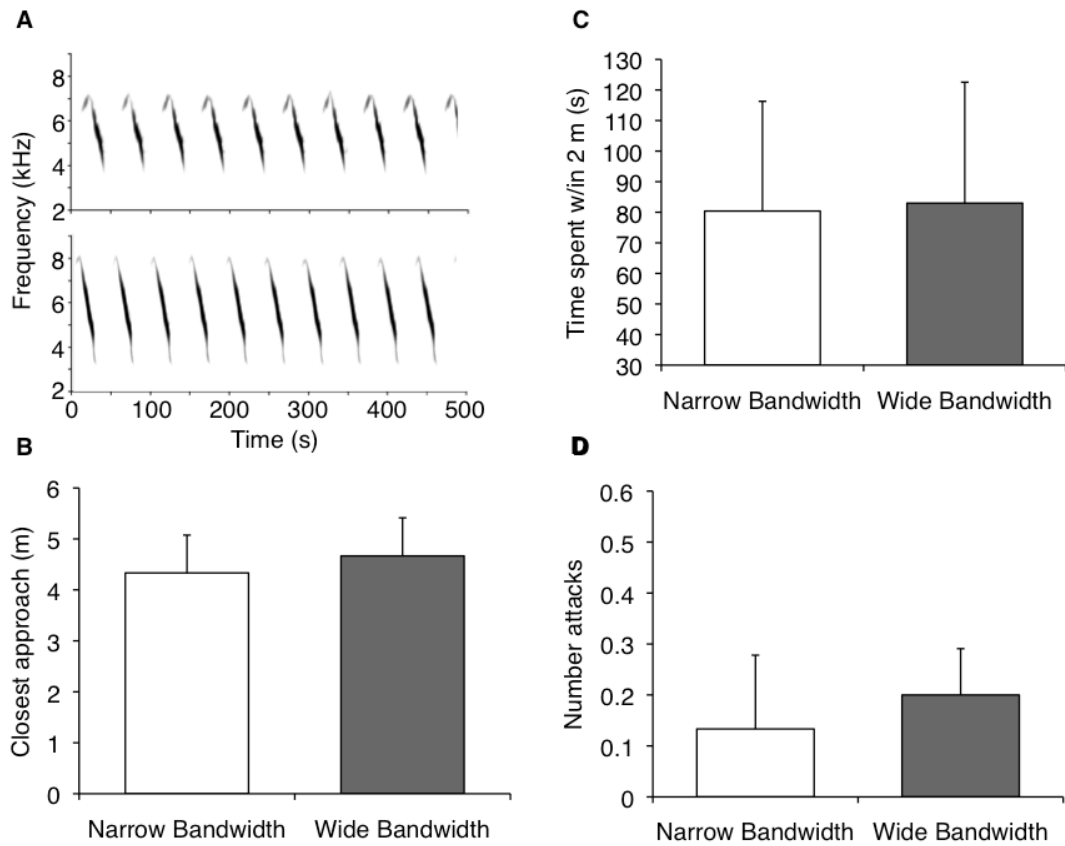 A
8
6
4
2
8
6
4
2
Frequency (kHz)
0 100 200 300 400 500
Time (s)
B
6
5
4
3
2
1
0
Closest approach (m)
Narrow Bandwidth Wide Bandwidth
C
130
120
110
100
90
80
70
60
50
40
30
Time spent w/in 2 m (s)
Narrow Bandwidth Wide Bandwidth
D
0.6
0.5
0.4
0.3
0.2
0.1
0
Number attacks
Narrow Bandwidth Wide Bandwidth